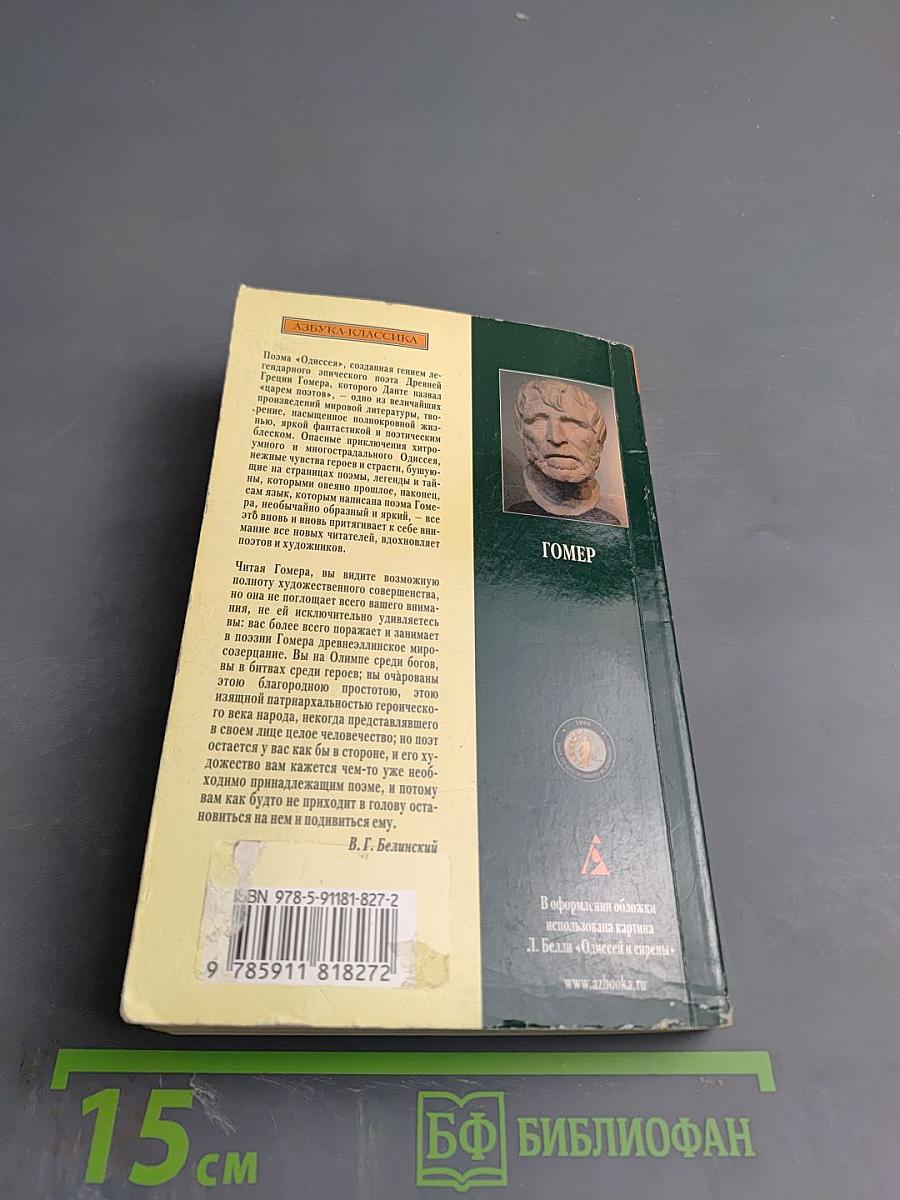 АЗБУКА-КЛАССИКА
Поэма «Одиссея», созданная гением ле-
гендарного эпического поэта Древней
Греции Гомера, которого Данте назвал
«царем поэтов», – одно из величайших
произведений мировой литературы, тво-
рение, насыщенное полнокровной жиз-
нью, яркой фантастикой и поэтическим
блеском. Опасные приключения хитро-
умного и многострадального Одиссея,
нежные чувства героев и страсти, бушую-
щие на страницах поэмы, легенды и тай-
ны, которыми овеяно прошлое, наконец,
сам язык, которым написана поэма Гоме-
ра, необычайно образный и яркий, – все
это вновь и вновь притягивает к себе вни-
мание все новых читателей, вдохновляет
поэтов и художников.
Читая Гомера, вы видите возможную
полноту художественного совершенства,
но она не поглощает всего вашего внима-
ния, не ей исключительно удивляетесь
вы: вас более всего поражает и занимает
в поэзии Гомера древнеэллинское миро-
созерцание. Вы на Олимпе среди богов,
вы в битвах среди героев; вы очарованы
этою благородною простотою, этою
изящной патриархальностью героическо-
го века народа, некогда представлявшего
в своем лице целое человечество; но поэт
остается у вас как бы в стороне, и его ху-
дожество вам кажется чем-то уже необ-
ходимо принадлежащим поэме, и потому
вам как будто не приходит в голову оста-
новиться на нем и подивиться ему.
В. Г. Белинский
ISBN 978-5-91181-827-2
9 785911 818272
ГОМЕР
В оформлении обложки
использована картина
Л. Белли «Одиссей и сирены»
www.azbooka.ru
15 см
БФ БИБЛИОФАН